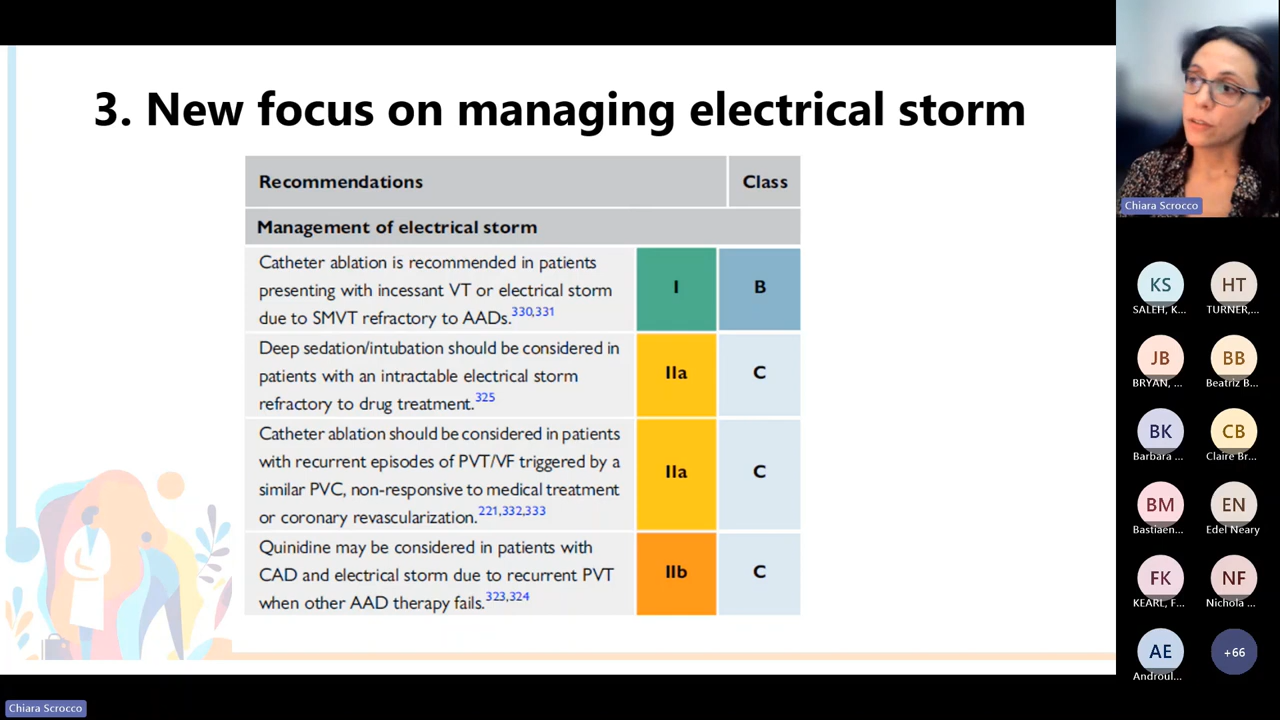 3. New focus on managing electrical storm
Recommendations Class
Management of electrical storm
Catheter ablation is recommended in patients
presenting with incessant VT or electrical storm
due to SMVT refractory to AADs.330,331
I B
Deep sedation/intubation should be considered in
patients with an intractable electrical storm
refractory to drug treatment.325
IIa C
Catheter ablation should be considered in patients
with recurrent episodes of PVT/VF triggered by a
similar PVC, non-responsive to medical treatment
or coronary revascularization.221,332,333
IIa C
Quinidine may be considered in patients with
CAD and electrical storm due to recurrent PVT
when other AAD therapy fails.323,324
IIb C
Chiara Scrocco
KS HT
SALEH, K... TURNER,...
JB BB
BRYAN, ... Beatriz B...
BK CB
Barbara ... Claire Br...
BM EN
Bastiaen... Edel Neary
FK NF
KEARL, F... Nichola ...
AE +66
Androul...
Chiara Scrocco